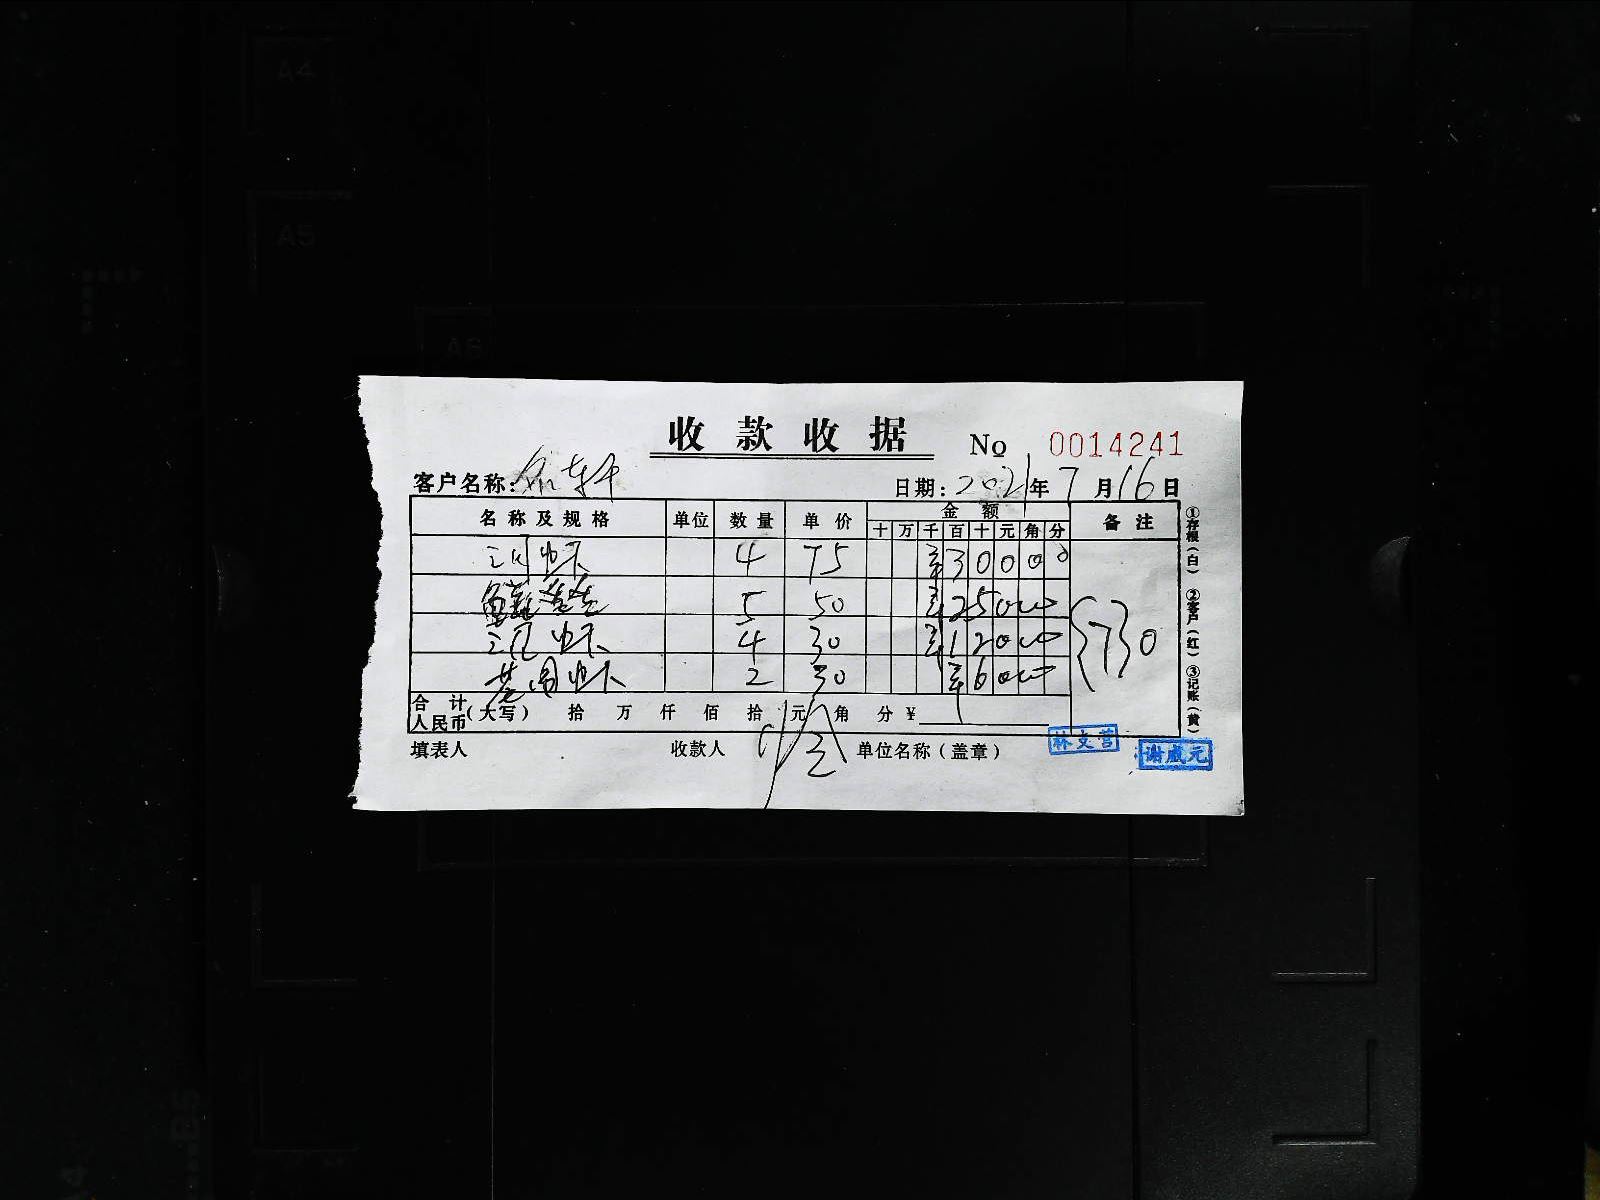 A4
A5
A6
收款收据 No 0014241
客户名称: 日期: 2021年7月16日
名称及规格 单位 数量 单价 金额 备注
十 万 千 百 十 元 角 分
4 75 ¥30000
5 50 ¥25000
4 30 ¥12000
2 30 ¥6000
730
合计人民币(大写) 拾 万 仟 佰 拾 元 角 分 ¥
填表人 收款人 单位名称(盖章)
林文营
谢成元
①存根(白) ②客户(红) ③记账(黄)
B5